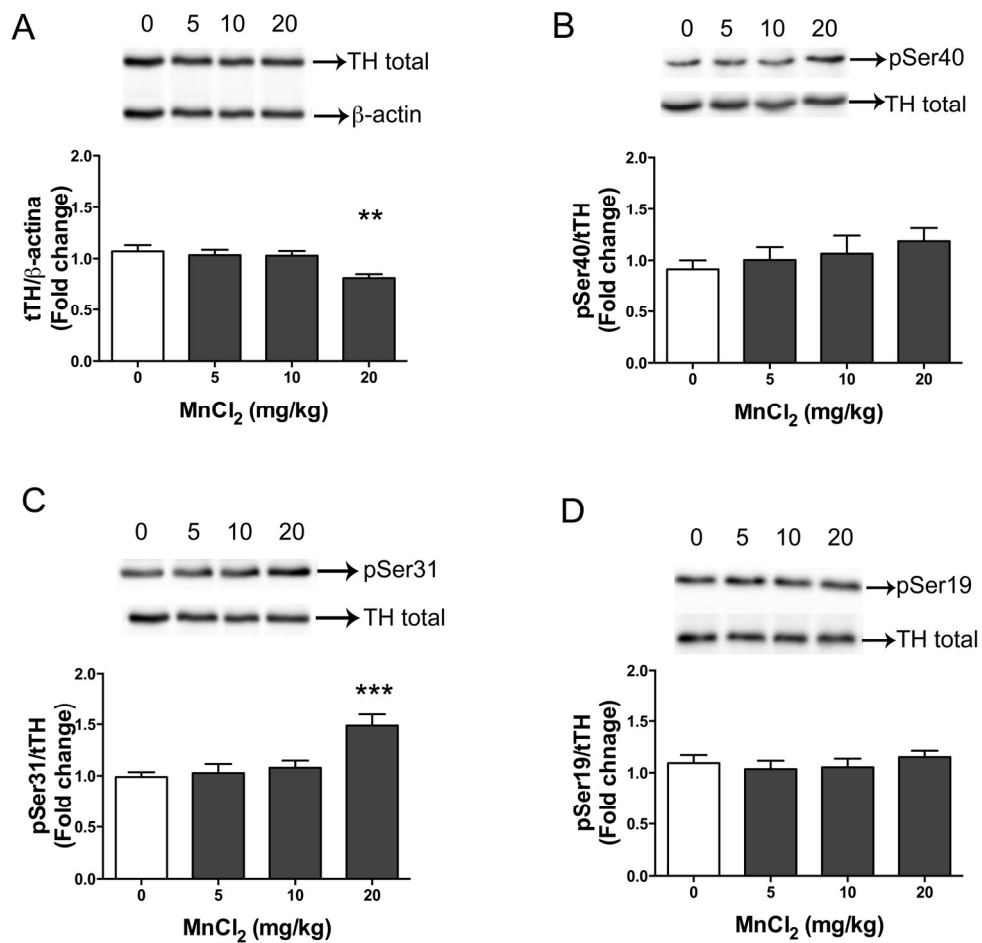 A
0 5 10 20
TH total
β-actin
tTH/β-actina
(Fold change)
2.0
1.5
1.0
0.5
0.0
**
0 5 10 20
MnCl₂ (mg/kg)
B
0 5 10 20
pSer40
TH total
pSer40/tTH
(Fold change)
2.0
1.5
1.0
0.5
0.0
0 5 10 20
MnCl₂ (mg/kg)
C
0 5 10 20
pSer31
TH total
pSer31/tTH
(Fold change)
2.0
1.5
1.0
0.5
0.0
***
0 5 10 20
MnCl₂ (mg/kg)
D
0 5 10 20
pSer19
TH total
pSer19/tTH
(Fold chnage)
2.0
1.5
1.0
0.5
0.0
0 5 10 20
MnCl₂ (mg/kg)